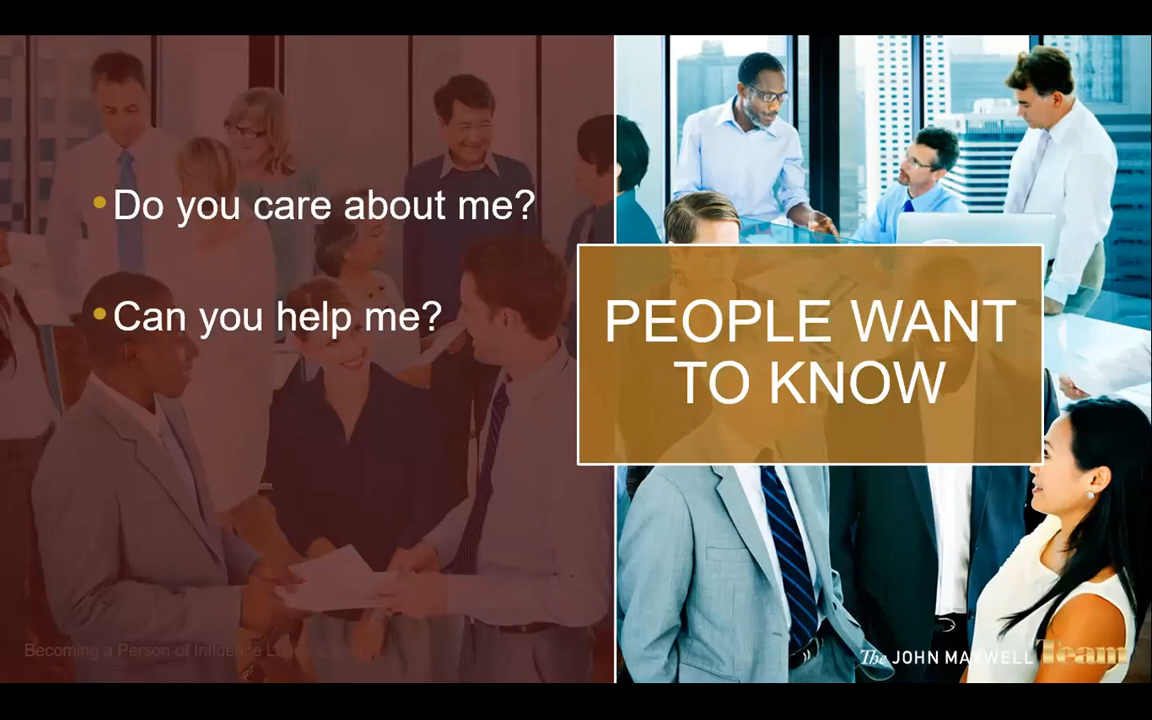 • Do you care about me?
• Can you help me?
PEOPLE WANT
TO KNOW
Becoming a Person of Influence
The JOHN MAXWELL Team